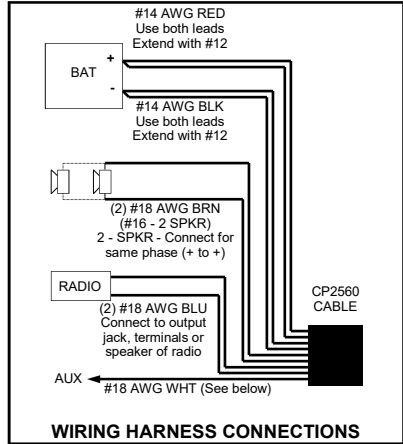 #14 AWG RED
Use both leads
Extend with #12
+
BAT
-
#14 AWG BLK
Use both leads
Extend with #12
(2) #18 AWG BRN
(#16 - 2 SPKR)
2 - SPKR - Connect for
same phase (+ to +)
RADIO
(2) #18 AWG BLU
Connect to output
jack, terminals or
speaker of radio
CP2560
CABLE
AUX
#18 AWG WHT (See below)
WIRING HARNESS CONNECTIONS